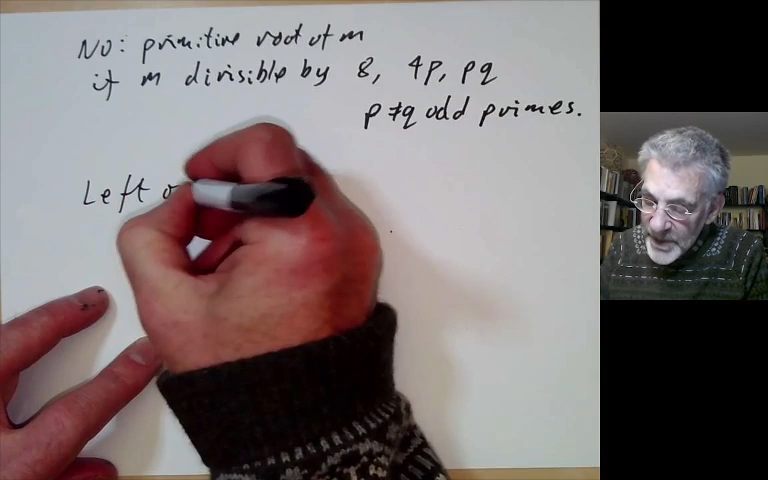 No: primitive root of m
if m divisible by 8, 4p, pq
p ≠ q odd primes.
Left o